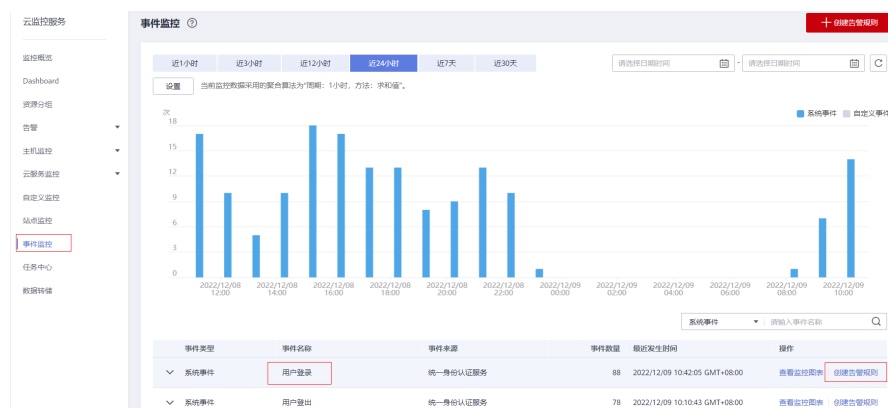 云监控服务
事件监控
创建告警规则
监控概览
Dashboard
资源分组
告警
主机监控
云服务监控
自定义监控
站点监控
事件监控
任务中心
数据转储
近1小时 近3小时 近12小时 近24小时 近7天 近30天
请选择日期时间 - 请选择日期时间
设置 当前监控数据采用的聚合算法为“周期：1小时，方法：求和值”。
次
系统事件 自定义事件
18
15
12
9
6
3
0
2022/12/08 2022/12/08 2022/12/08 2022/12/08 2022/12/08 2022/12/08 2022/12/09 2022/12/09 2022/12/09 2022/12/09 2022/12/09 2022/12/09
12:00 14:00 16:00 18:00 20:00 22:00 00:00 02:00 04:00 06:00 08:00 10:00
系统事件 请输入事件名称
事件类型 事件名称 事件来源 事件数量 最近发生时间 操作
系统事件 用户登录 统一身份认证服务 88 2022/12/09 10:42:05 GMT+08:00 查看监控图表 创建告警规则
系统事件 用户登出 统一身份认证服务 78 2022/12/09 10:10:43 GMT+08:00 查看监控图表 创建告警规则